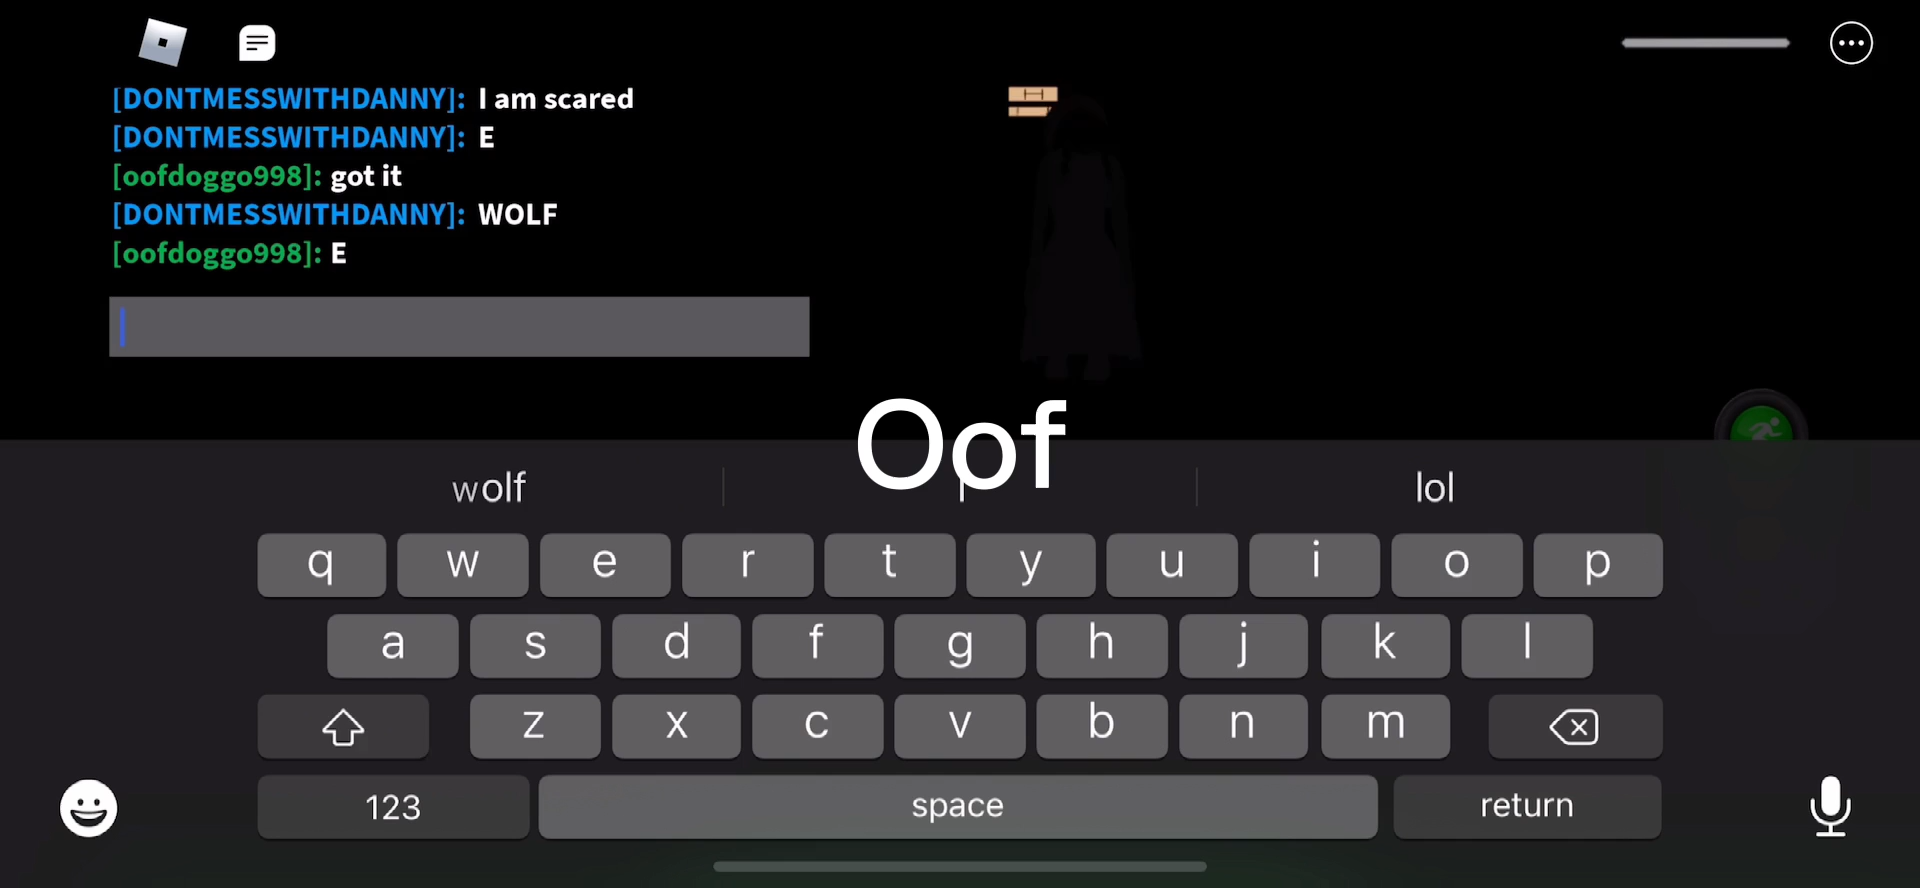 [DONTMESSWITHDANNY]: I am scared
[DONTMESSWITHDANNY]: E
[oofdoggo998]: got it
[DONTMESSWITHDANNY]: WOLF
[oofdoggo998]: E
Oof
wolf lol
q w e r t y u i o p
a s d f g h j k l
z x c v b n m
123 space return